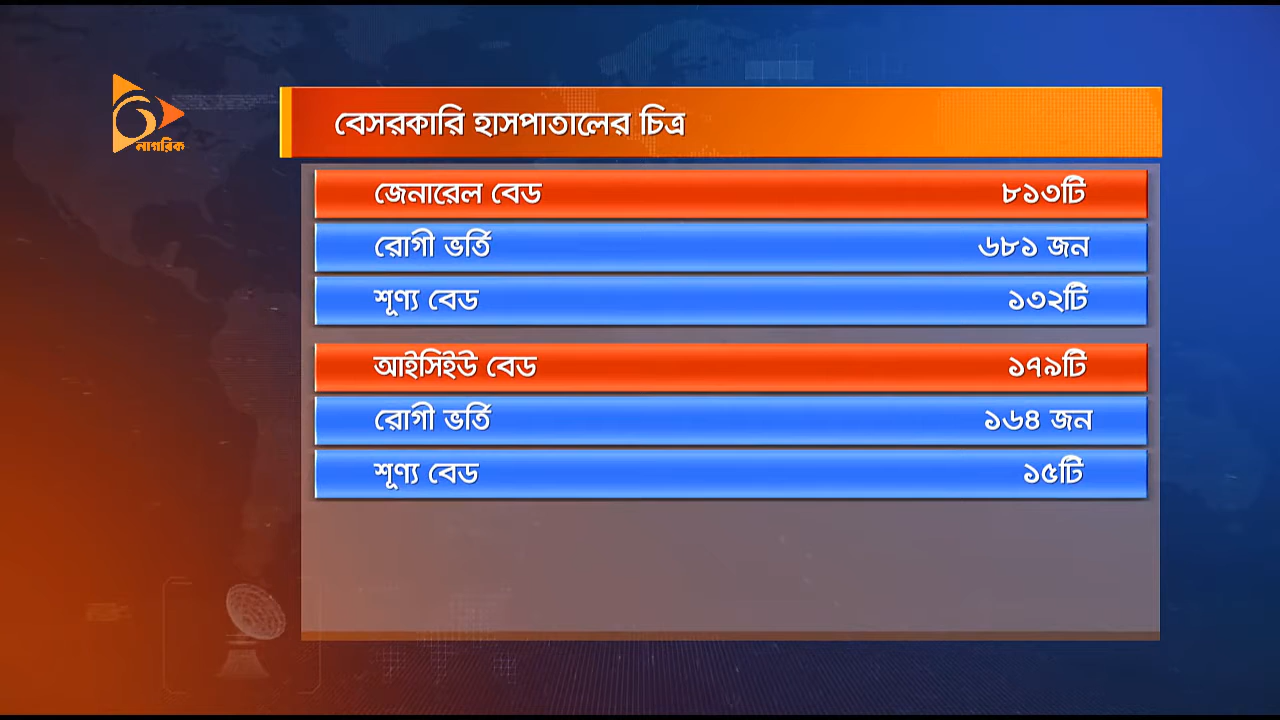 নাগরিক
বেসরকারি হাসপাতালের চিত্র
জেনারেল বেড ৮১৩টি
রোগী ভর্তি ৬৮১ জন
শূণ্য বেড ১৩২টি
আইসিইউ বেড ১৭৯টি
রোগী ভর্তি ১৬৪ জন
শূণ্য বেড ১৫টি